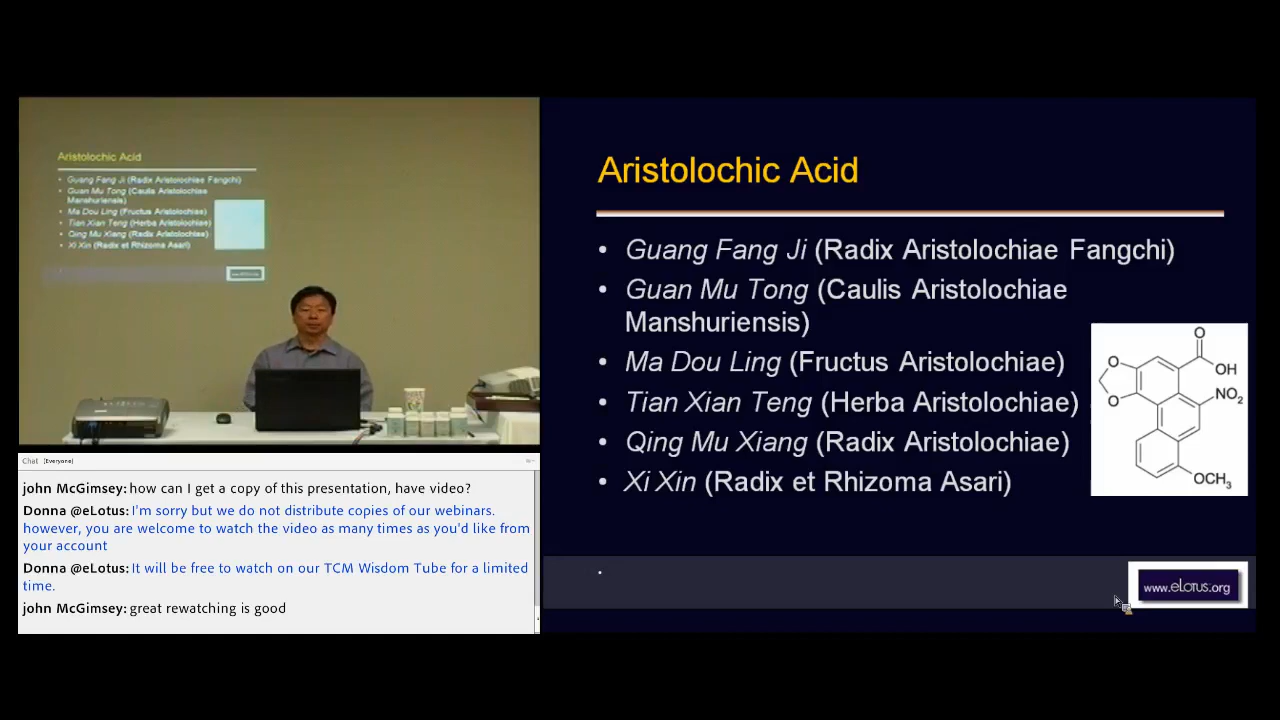 Aristolochic Acid
Guang Fang Ji (Radix Aristolochiae Fangchi)
Guan Mu Tong (Caulis Aristolochiae
Manshuriensis)
Ma Dou Ling (Fructus Aristolochiae)
Tian Xian Teng (Herba Aristolochiae)
Qing Mu Xiang (Radix Aristolochiae)
Xi Xin (Radix et Rhizoma Asari)
Chat (Everyone)
john McGimsey: how can I get a copy of this presentation, have video?
Donna @eLotus: I'm sorry but we do not distribute copies of our webinars.
however, you are welcome to watch the video as many times as you'd like from
your account
Donna @eLotus: It will be free to watch on our TCM Wisdom Tube for a limited
time.
john McGimsey: great rewatching is good
Aristolochic Acid
• Guang Fang Ji (Radix Aristolochiae Fangchi)
• Guan Mu Tong (Caulis Aristolochiae
Manshuriensis)
• Ma Dou Ling (Fructus Aristolochiae)
• Tian Xian Teng (Herba Aristolochiae)
• Qing Mu Xiang (Radix Aristolochiae)
• Xi Xin (Radix et Rhizoma Asari)
O
O
OH
O
NO₂
OCH₃
www.eLotus.org